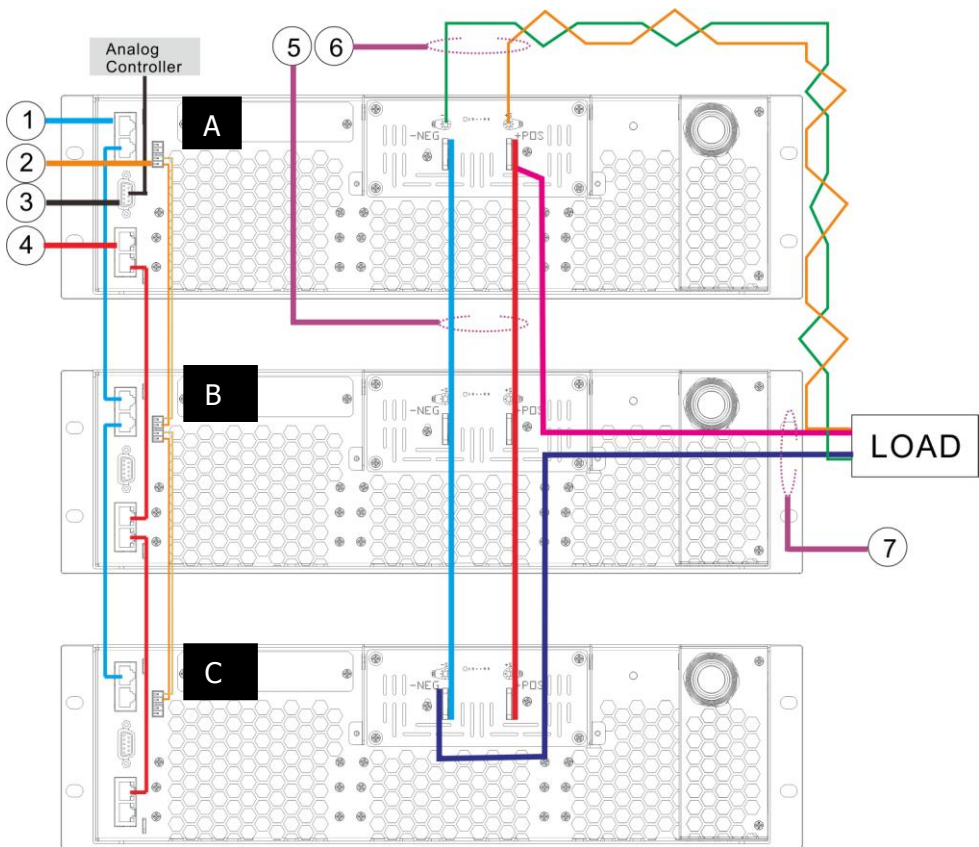 Analog
Controller
5
6
1
2
3
4
A
-NEG
+POS
B
-NEG
+POS
LOAD
7
C
-NEG
+POS